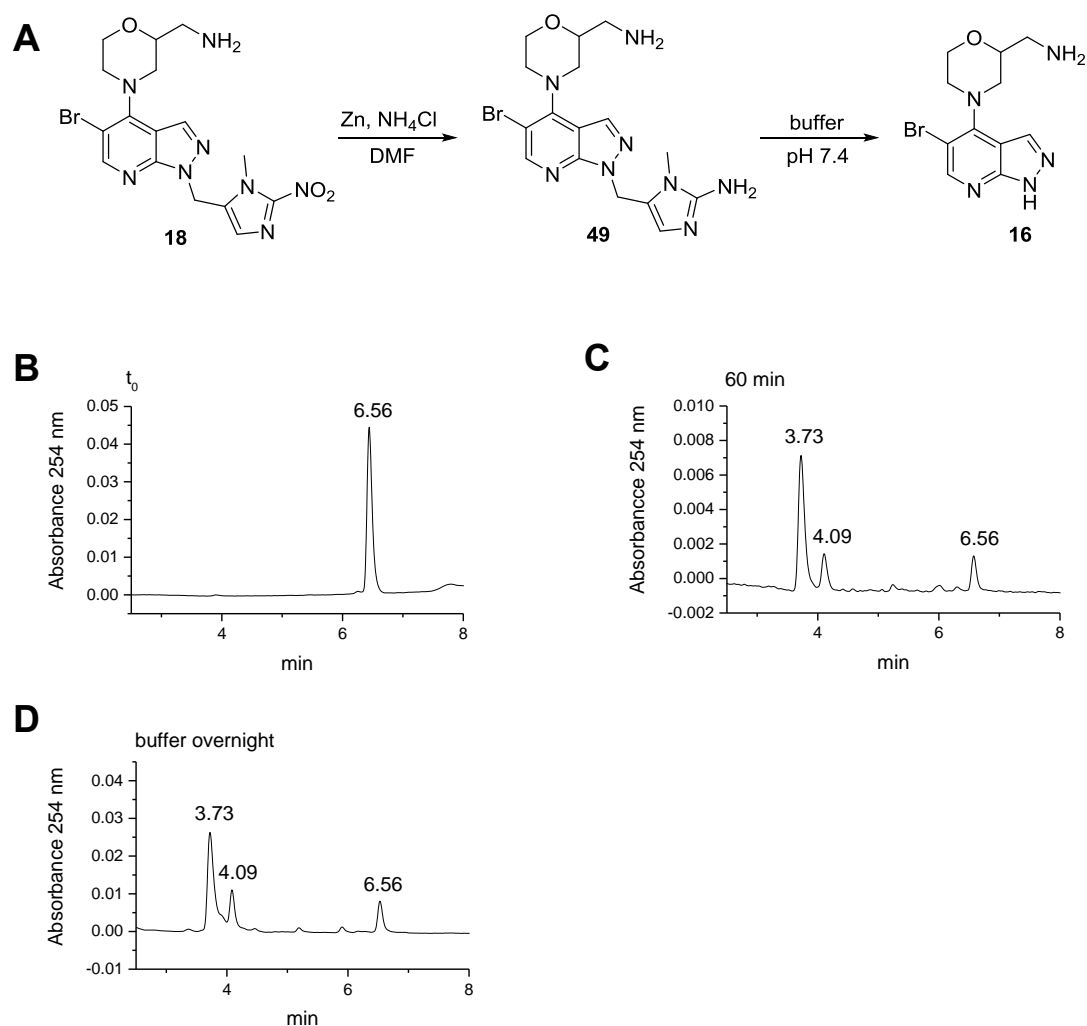 A
O
NH2
N
Br
N
N
N
N
NO2
N
18
Zn, NH4Cl
DMF
O
NH2
N
Br
N
N
N
N
NH2
N
49
buffer
pH 7.4
O
NH2
N
Br
N
N
N
H
16
B
t0
0.05
0.04
0.03
0.02
0.01
0.00
Absorbance 254 nm
6.56
4 6 8
min
C
60 min
0.010
0.008
0.006
0.004
0.002
0.000
-0.002
Absorbancce 254 nm
3.73
4.09
6.56
4 6 8
min
D
buffer overnight
0.04
0.03
0.02
0.01
0.00
-0.01
Absorbance 254 nm
3.73
4.09
6.56
4 6 8
min